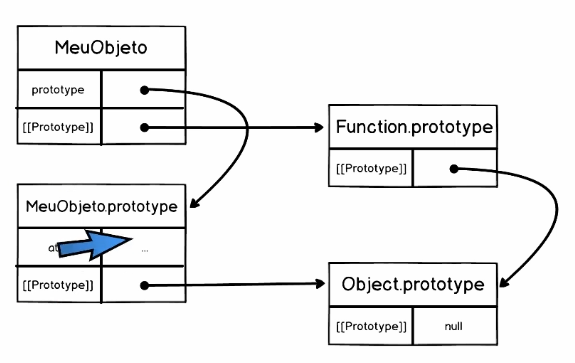 MeuObjeto
prototype
[[Prototype]]
Function.prototype
[[Prototype]]
MeuObjeto.prototype
...
[[Prototype]]
Object.prototype
[[Prototype]] null